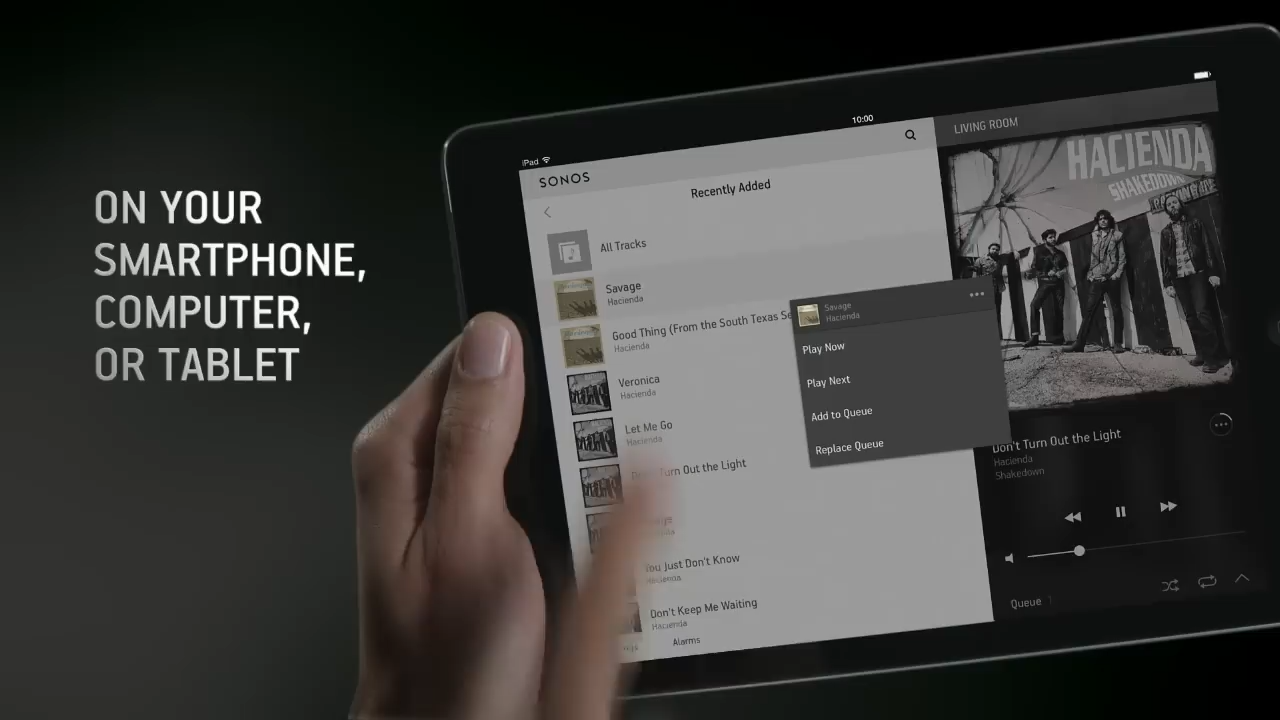 ON YOUR
SMARTPHONE,
COMPUTER,
OR TABLET
iPad
10:00
SONOS
Recently Added
All Tracks
Savage
Hacienda
Good Thing (From the South Texas Se
Hacienda
Veronica
Hacienda
Let Me Go
Hacienda
Turn Out the Light
You Just Don't Know
Hacienda
Don't Keep Me Waiting
Hacienda
Alarms
Savage
Hacienda
Play Now
Play Next
Add to Queue
Replace Queue
LIVING ROOM
HACIENDA
SHAKEDOWN
Don't Turn Out the Light
Hacienda
Shakedown
Queue